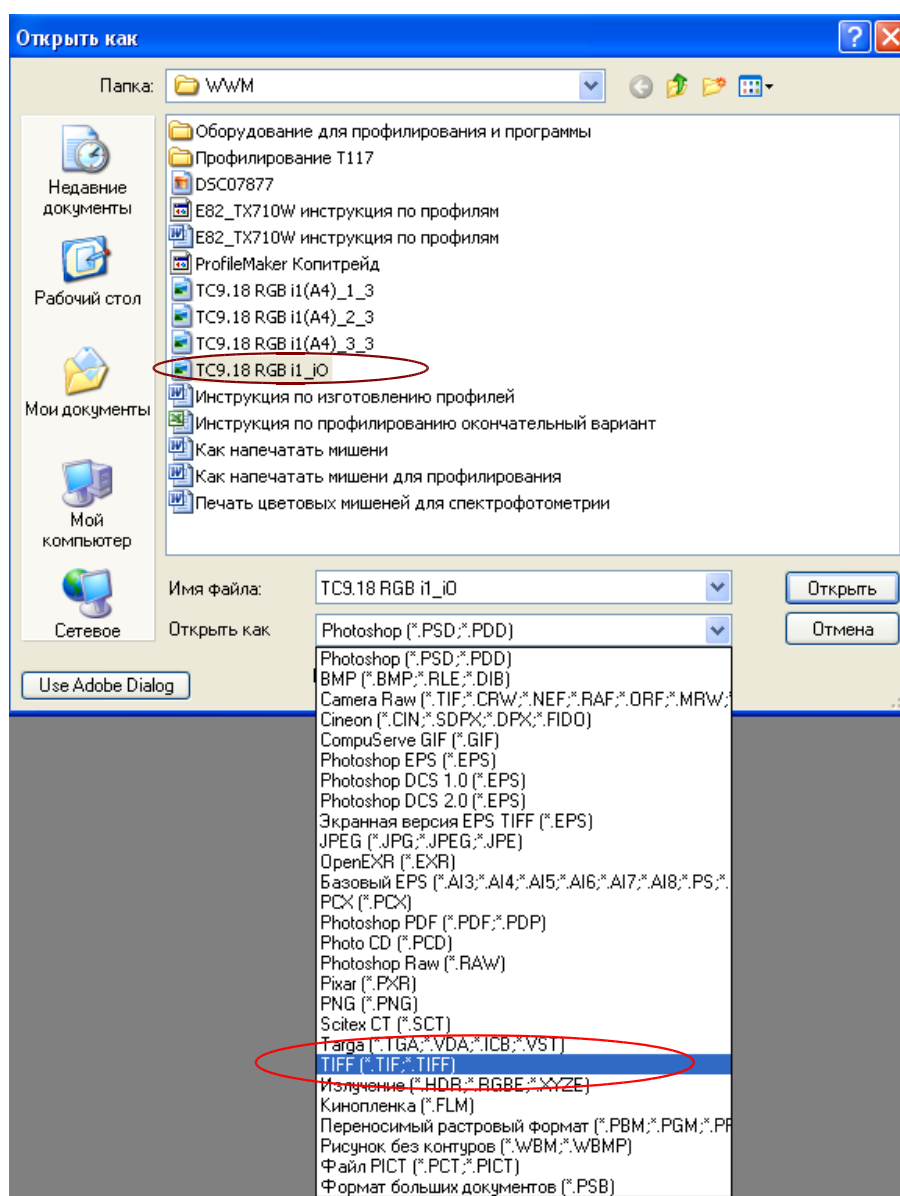 Открыть как
Папка: WWM
Недавние документы
Рабочий стол
Мои документы
Мой компьютер
Сетевое
Оборудование для профилирования и программы
Профилирование T117
DSC07877
E82_TX710W инструкция по профилям
E82_TX710W инструкция по профилям
ProfileMaker Копитрейд
TC9.18 RGB i1(A4)_1_3
TC9.18 RGB i1(A4)_2_3
TC9.18 RGB i1(A4)_3_3
TC9.18 RGB i1_iO
Инструкция по изготовлению профилей
Инструкция по профилированию окончательный вариант
Как напечатать мишени
Как напечатать мишени для профилирования
Печать цветовых мишеней для спектрофотометрии
Имя файла: TC9.18 RGB i1_iO Открыть
Открыть как Photoshop (*.PSD;*.PDD) Отмена
Use Adobe Dialog
Photoshop (*.PSD;*.PDD)
BMP (*.BMP;*.RLE;*.DIB)
Camera Raw (*.TIF;*.CRW;*.NEF;*.RAF;*.ORF;*.MRW;*
Cineon (*.CIN;*.SDPX;*.DPX;*.FIDO)
CompuServe GIF (*.GIF)
Photoshop EPS (*.EPS)
Photoshop DCS 1.0 (*.EPS)
Photoshop DCS 2.0 (*.EPS)
Экранная версия EPS TIFF (*.EPS)
JPEG (*.JPG;*.JPEG;*.JPE)
OpenEXR (*.EXR)
Базовый EPS (*.AI3;*.AI4;*.AI5;*.AI6;*.AI7;*.AI8;*.PS;*.
PCX (*.PCX)
Photoshop PDF (*.PDF;*.PDP)
Photo CD (*.PCD)
Photoshop Raw (*.RAW)
Pixar (*.PXR)
PNG (*.PNG)
Scitex CT (*.SCT)
Targa (*.TGA;*.VDA;*.ICB;*.VST)
TIFF (*.TIF;*.TIFF)
Излучение (*.HDR;*.RGBE;*.XYZE)
Кинопленка (*.FLM)
Переносимый растровый формат (*.PBM;*.PGM;*.PF
Рисунок без контуров (*.WBM;*.WBMP)
Файл PICT (*.PCT;*.PICT)
Формат больших документов (*.PSB)